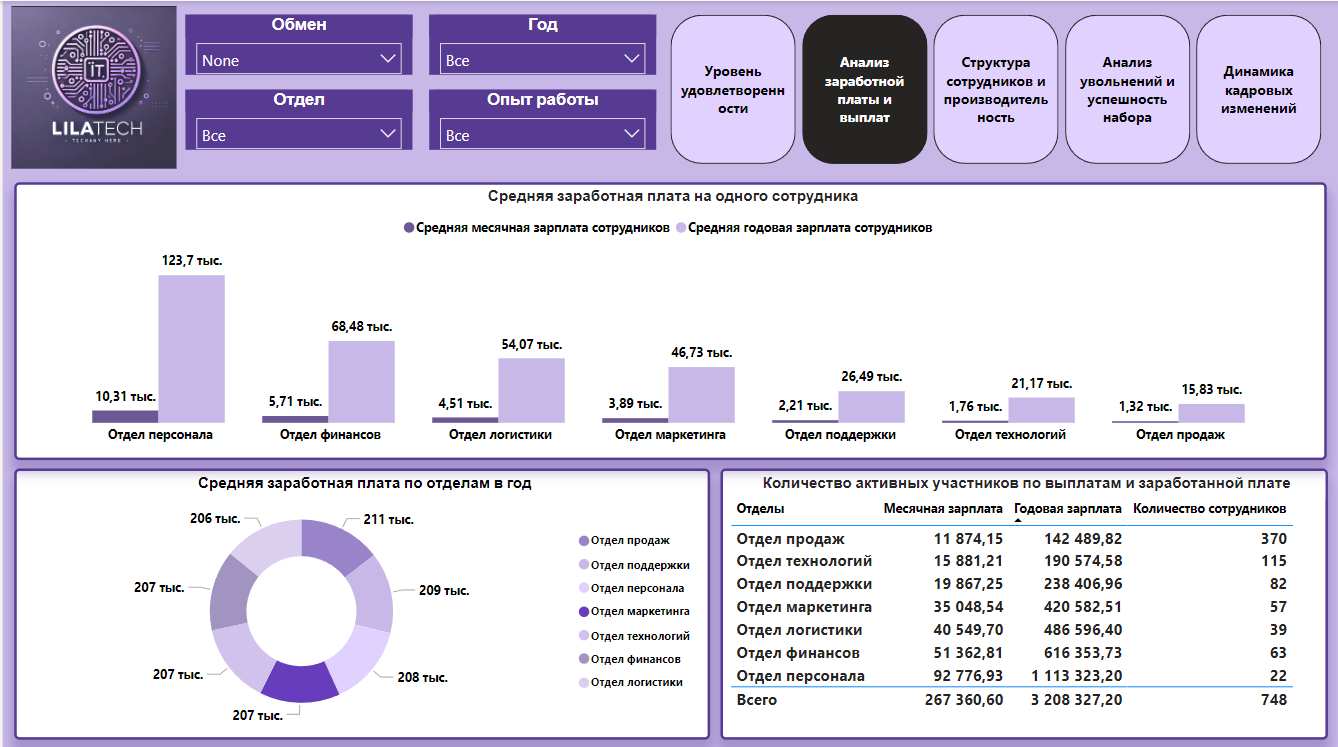 iT.
LILATECH
- TECHANY HERE -
Обмен
None
Год
Все
Отдел
Все
Опыт работы
Все
Уровень
удовлетворенн
ости
Анализ
заработной
платы и
выплат
Структура
сотрудников и
производитель
ность
Анализ
увольнений и
успешность
набора
Динамика
кадровых
изменений
Средняя заработная плата на одного сотрудника
Средняя месячная зарплата сотрудников Средняя годовая зарплата сотрудников
123,7 тыс.
68,48 тыс.
54,07 тыс.
46,73 тыс.
26,49 тыс.
21,17 тыс.
15,83 тыс.
10,31 тыс.
5,71 тыс.
4,51 тыс.
3,89 тыс.
2,21 тыс.
1,76 тыс.
1,32 тыс.
Отдел персонала Отдел финансов Отдел логистики Отдел маркетинга Отдел поддержки Отдел технологий Отдел продаж
Средняя заработная плата по отделам в год
206 тыс.
211 тыс.
207 тыс.
209 тыс.
207 тыс.
208 тыс.
207 тыс.
Отдел продаж
Отдел поддержки
Отдел персонала
Отдел маркетинга
Отдел технологий
Отдел финансов
Отдел логистики
Количество активных участников по выплатам и заработанной плате
Отделы Месячная зарплата Годовая зарплата Количество сотрудников
Отдел продаж 11 874,15 142 489,82 370
Отдел технологий 15 881,21 190 574,58 115
Отдел поддержки 19 867,25 238 406,96 82
Отдел маркетинга 35 048,54 420 582,51 57
Отдел логистики 40 549,70 486 596,40 39
Отдел финансов 51 362,81 616 353,73 63
Отдел персонала 92 776,93 1 113 323,20 22
Всего 267 360,60 3 208 327,20 748